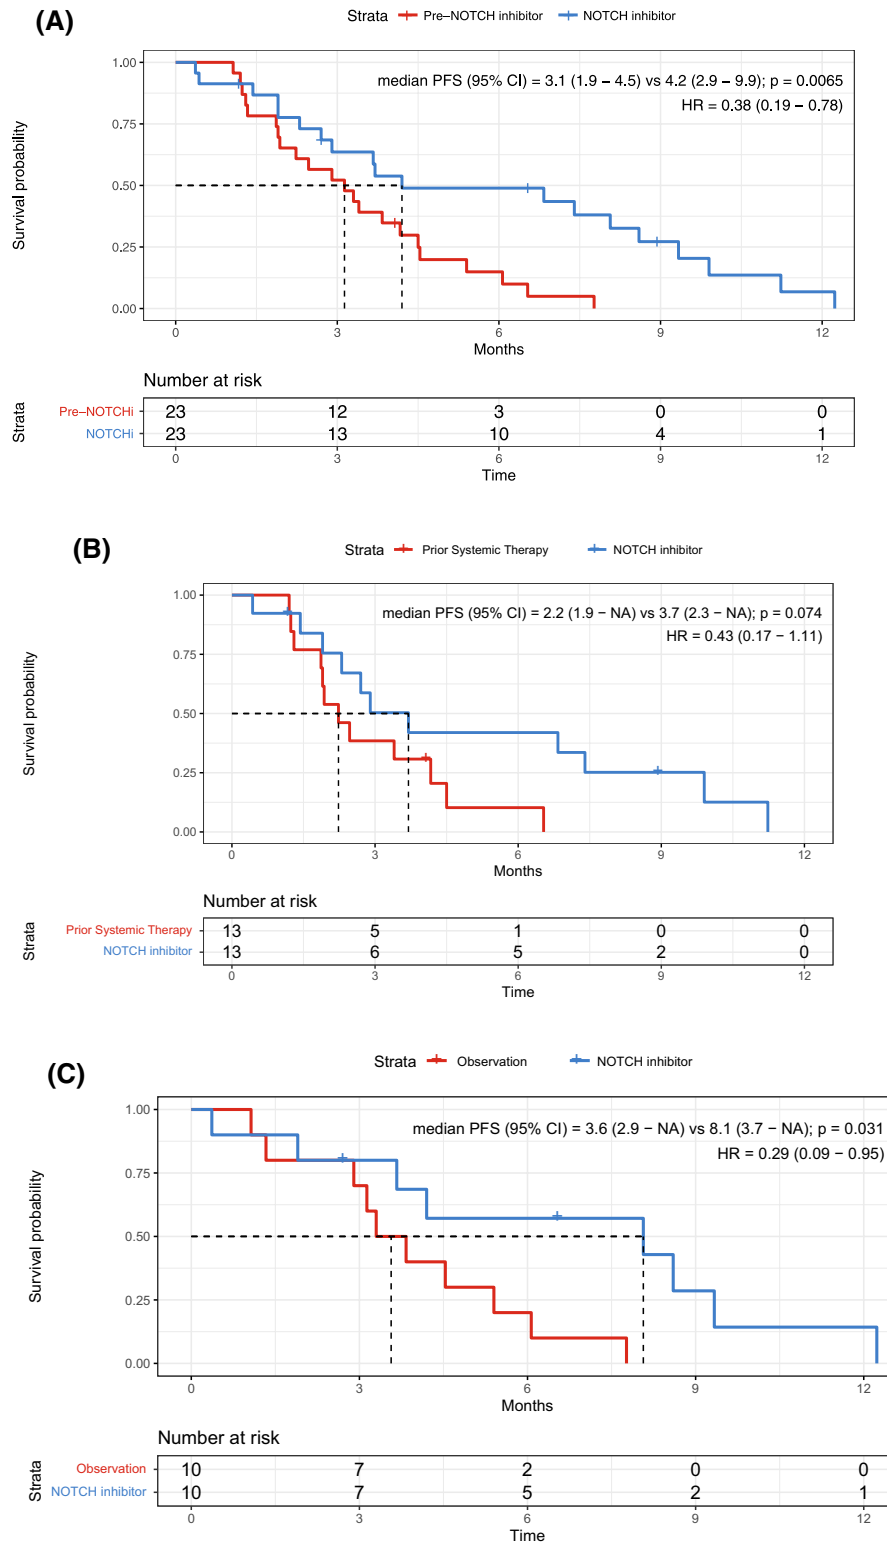 (A)
Strata Pre–NOTCH inhibitor NOTCH inhibitor
median PFS (95% CI) = 3.1 (1.9 – 4.5) vs 4.2 (2.9 – 9.9); p = 0.0065
HR = 0.38 (0.19 – 0.78)
Survival probability
1.00
0.75
0.50
0.25
0.00
0 3 6 9 12
Months
Number at risk
Strata
Pre–NOTCHi 23 12 3 0 0
NOTCHi 23 13 10 4 1
0 3 6 9 12
Time
(B)
Strata Prior Systemic Therapy NOTCH inhibitor
median PFS (95% CI) = 2.2 (1.9 – NA) vs 3.7 (2.3 – NA); p = 0.074
HR = 0.43 (0.17 – 1.11)
Survival probability
1.00
0.75
0.50
0.25
0.00
0 3 6 9 12
Months
Number at risk
Strata
Prior Systemic Therapy 13 5 1 0 0
NOTCH inhibitor 13 6 5 2 0
0 3 6 9 12
Time
(C)
Strata Observation NOTCH inhibitor
median PFS (95% CI) = 3.6 (2.9 – NA) vs 8.1 (3.7 – NA); p = 0.031
HR = 0.29 (0.09 – 0.95)
Survival probability
1.00
0.75
0.50
0.25
0.00
0 3 6 9 12
Months
Number at risk
Strata
Observation 10 7 2 0 0
NOTCH inhibitor 10 7 5 2 1
0 3 6 9 12
Time